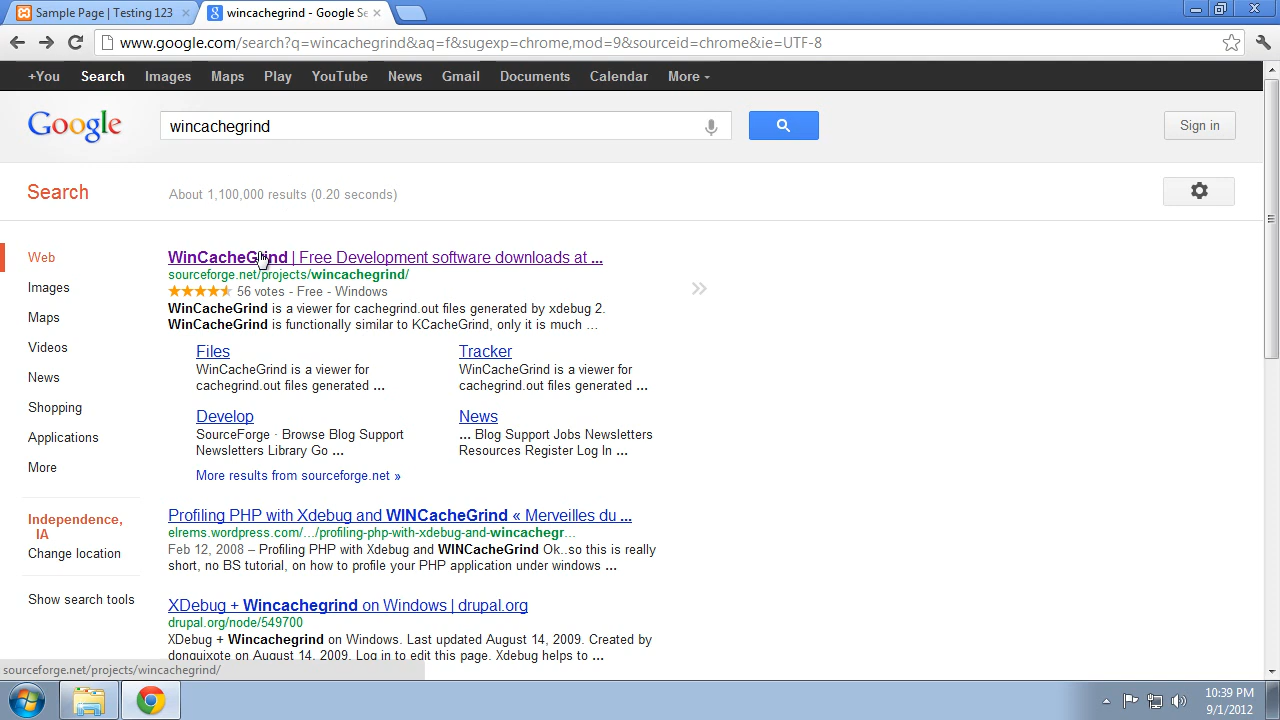 Sample Page | Testing 123
wincachegrind - Google Se
www.google.com/search?q=wincachegrind&aq=f&sugexp=chrome,mod=9&sourceid=chrome&ie=UTF-8
+You Search Images Maps Play YouTube News Gmail Documents Calendar More
Google
wincachegrind
Sign in
Search
About 1,100,000 results (0.20 seconds)
Web
Images
Maps
Videos
News
Shopping
Applications
More
Independence,
IA
Change location
Show search tools
WinCacheGrind | Free Development software downloads at ...
sourceforge.net/projects/wincachegrind/
56 votes - Free - Windows
WinCacheGrind is a viewer for cachegrind.out files generated by xdebug 2.
WinCacheGrind is functionally similar to KCacheGrind, only it is much ...
Files
WinCacheGrind is a viewer for
cachegrind.out files generated ...
Tracker
WinCacheGrind is a viewer for
cachegrind.out files generated ...
Develop
SourceForge · Browse Blog Support
Newsletters Library Go ...
News
... Blog Support Jobs Newsletters
Resources Register Log In ...
More results from sourceforge.net »
Profiling PHP with Xdebug and WINCacheGrind « Merveilles du ...
elrems.wordpress.com/.../profiling-php-with-xdebug-and-wincachegr...
Feb 12, 2008 – Profiling PHP with Xdebug and WINCacheGrind Ok..so this is really
short, no BS tutorial, on how to profile your PHP application under windows ...
XDebug + Wincachegrind on Windows | drupal.org
drupal.org/node/549700
XDebug + Wincachegrind on Windows. Last updated August 14, 2009. Created by
donquixote on August 14, 2009. Log in to edit this page. Xdebug helps to ...
sourceforge.net/projects/wincachegrind/
10:39 PM
9/1/2012